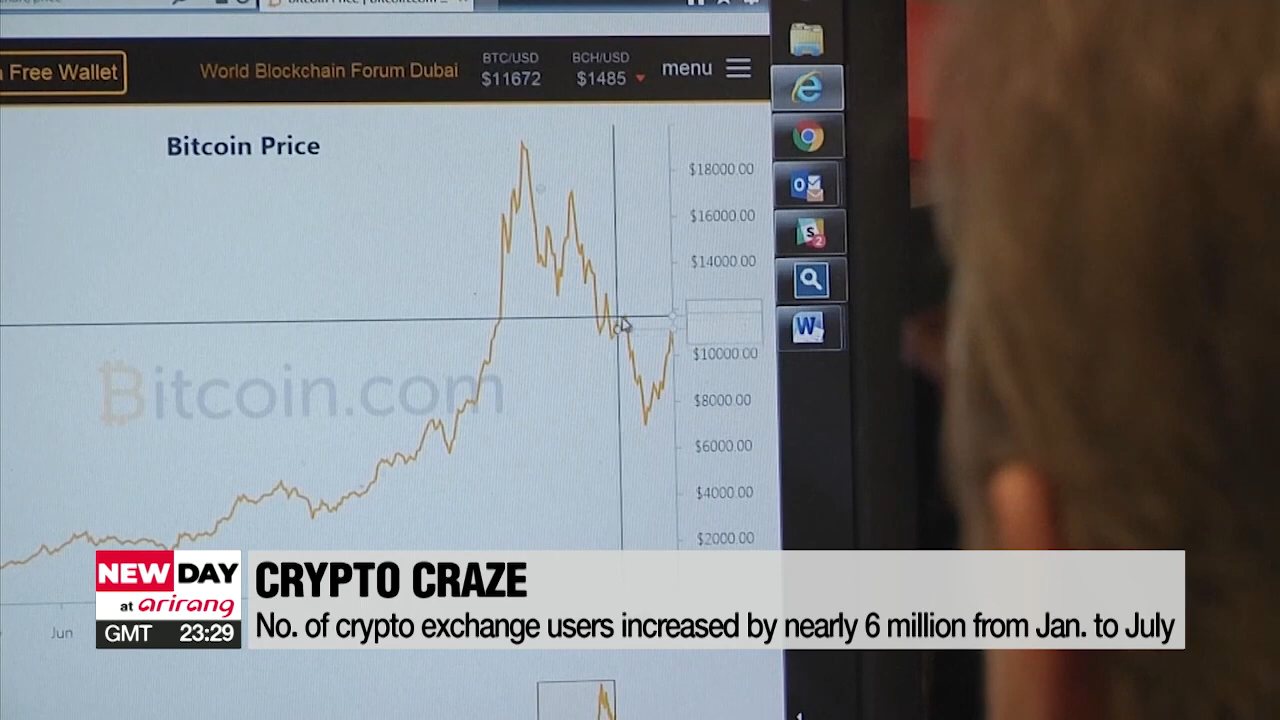 Free Wallet
World Blockchain Forum Dubai
BTC/USD
$11672
BCH/USD
$1485
menu
Bitcoin Price
$18000.00
$16000.00
$14000.00
$10000.00
$8000.00
$6000.00
$4000.00
$2000.00
Bitcoin.com
Jun
NEW DAY
at arirang
GMT 23:29
CRYPTO CRAZE
No. of crypto exchange users increased by nearly 6 million from Jan. to July